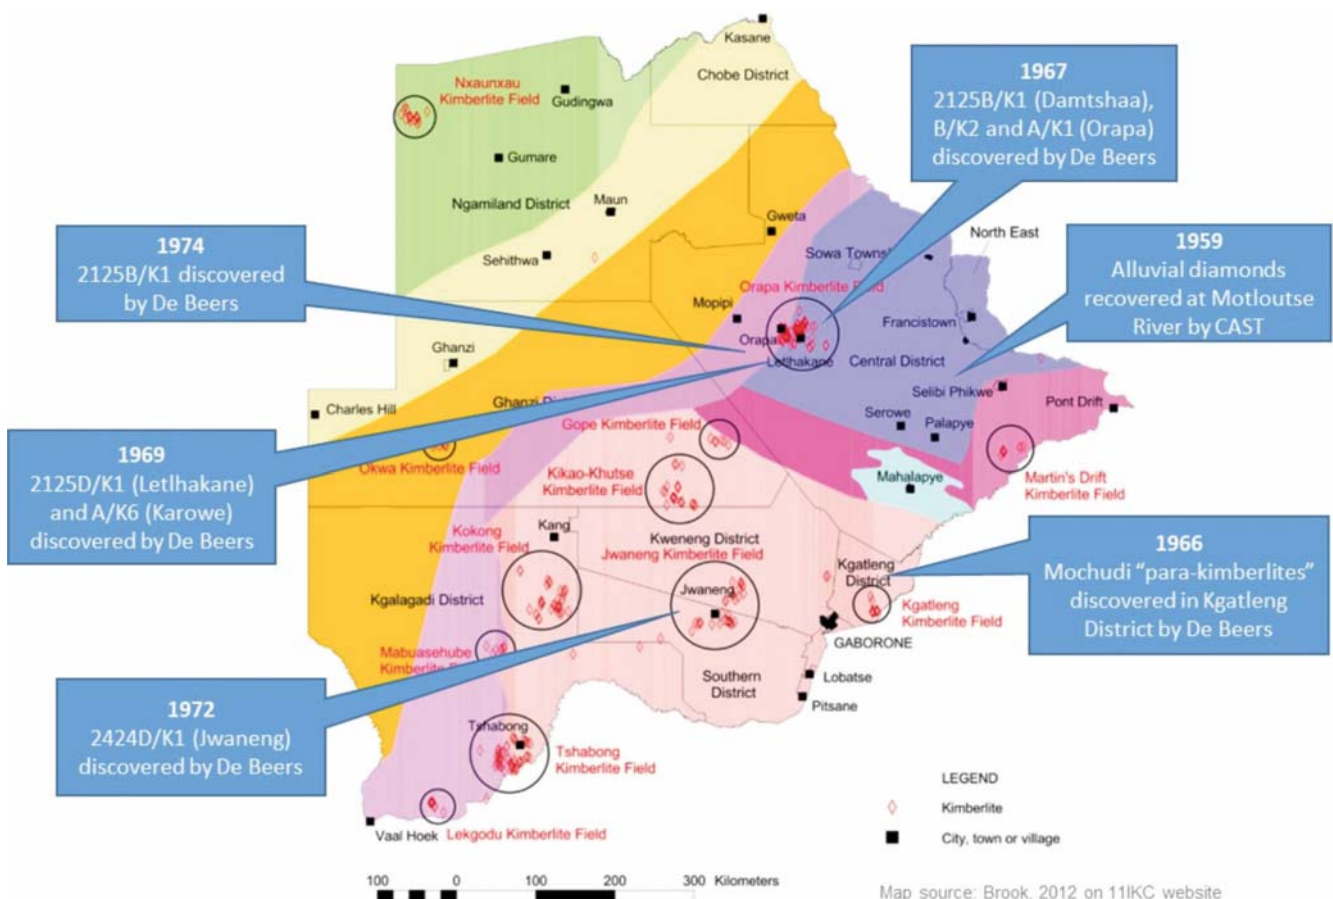 Kasane
Chobe District
Nxaunxau
Kimberlite Field
Gudingwa
Gumare
Ngamiland District
Maun
Sehithwa
1967
2125B/K1 (Damtshaa),
B/K2 and A/K1 (Orapa)
discovered by De Beers
Gweta
North East
Sowa Townsh
1974
2125B/K1 discovered
by De Beers
1959
Alluvial diamonds
recovered at Motloutse
River by CAST
Orapa Kimberlite Field
Mopipi
Francistown
Orapa
Letlhakane
Central District
Ghanzi
Selibi Phikwe
Charles Hill
Ghanzi Di
Pont Drift
Gope Kimberlite Field
Serowe
Palapye
1969
2125D/K1 (Letlhakane)
and A/K6 (Karowe)
discovered by De Beers
Okwa Kimberlite Field
Kikao-Khutse
Kimberlite Field
Mahalapye
Martin's Drift
Kimberlite Field
Kokong
Kimberlite Field
Kang
Kweneng District
Jwaneng Kimberlite Field
Kgatleng
District
1966
Mochudi "para-kimberlites"
discovered in Kgatleng
District by De Beers
Jwaneng
Kgalagadi District
Kgatleng
Kimberlite Field
GABORONE
Mabuasehube
Kimberlite Field
Southern
District
Lobatse
Pitsane
1972
2424D/K1 (Jwaneng)
discovered by De Beers
Tshabong
Tshabong
Kimberlite Field
LEGEND
Kimberlite
City, town or village
Vaal Hoek
Lekgodu Kimberlite Field
100 0 100 200 300 Kilometers
Map source: Brook, 2012 on 11IKC website